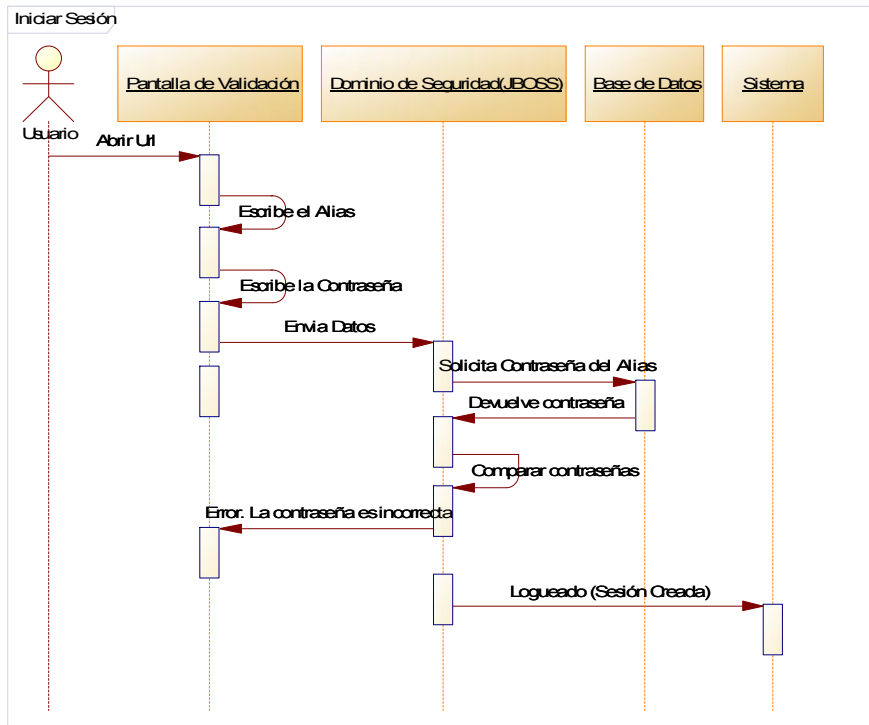 Iniciar Sesión
Pantalla de Validación
Dominio de Seguridad(JBOSS)
Base de Datos
Sistema
Usuario
Abrir Url
Escribe el Alias
Escribe la Contraseña
Envia Datos
Solicita Contraseña del Alias
Devuelve contraseña
Comparar contraseñas
Error. La contraseña es incorrecta
Logueado (Sesión Creada)